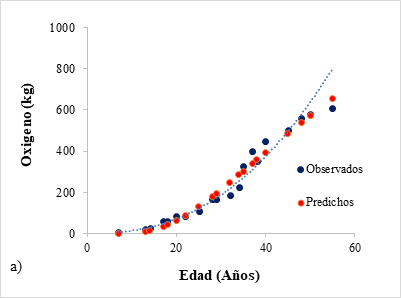 1000
800
600
400
200
0
Oxigeno (kg)
0 20 40 60
Edad (Años)
Observados
Predichos
a)